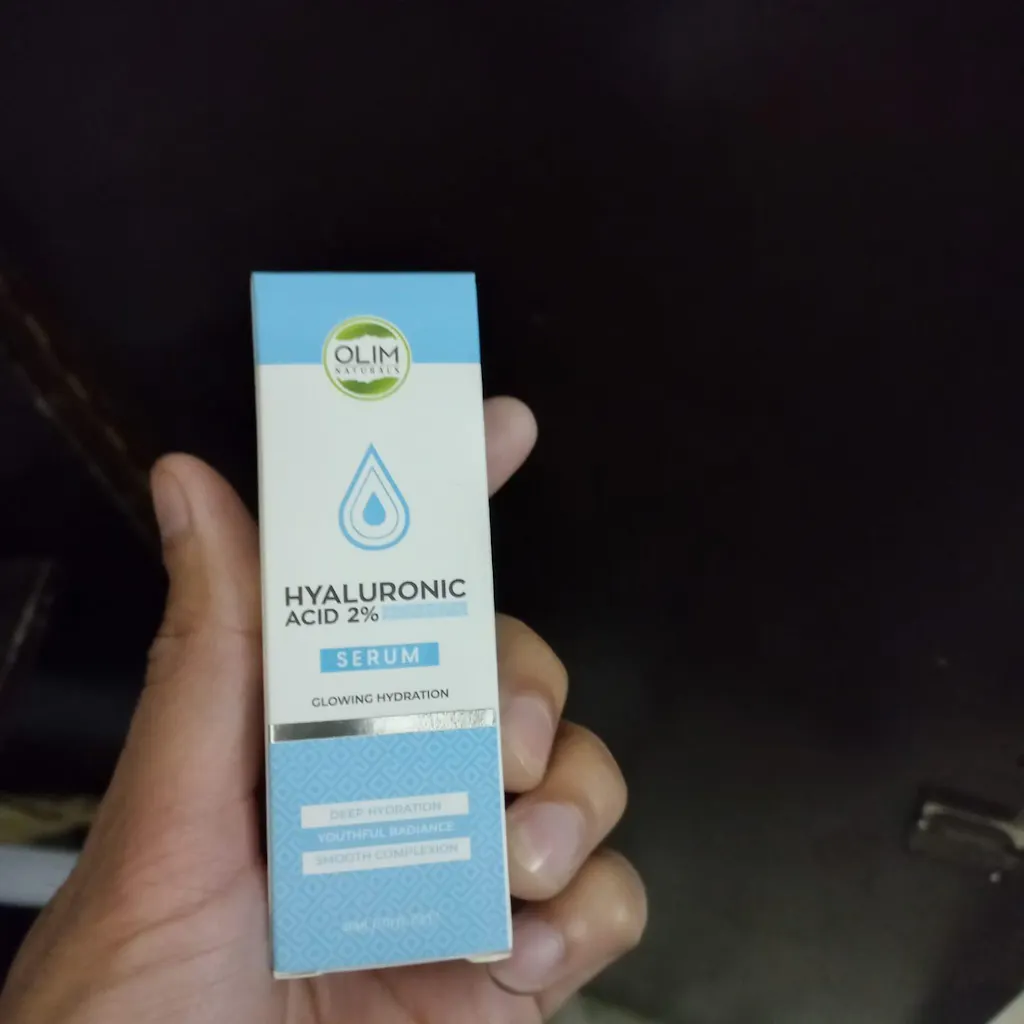 OLIM
NATURALS
HYALURONIC
ACID 2%
SERUM
GLOWING HYDRATION
DEEP HYDRATION
YOUTHFUL RADIANCE
SMOOTH COMPLEXION